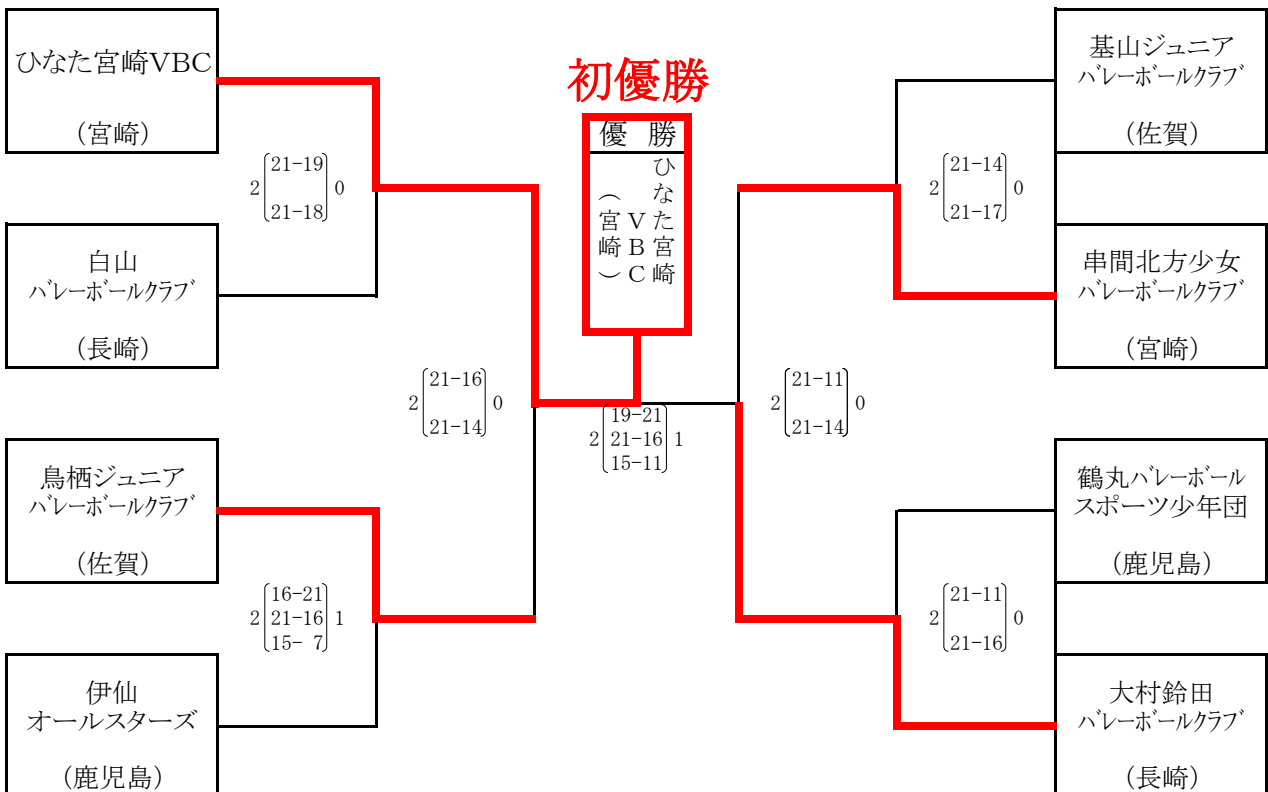 初優勝
優 勝
ひなた宮崎
VBC
(宮崎)
ひなた宮崎VBC
(宮崎)
2 21-19 0
21-18
白山
バレーボールクラブ
(長崎)
2 21-16 0
21-14
鳥栖ジュニア
バレーボールクラブ
(佐賀)
2 16-21 1
21-16
15- 7
伊仙
オールスターズ
(鹿児島)
19-21
2 21-16 1
15-11
基山ジュニア
バレーボールクラブ
(佐賀)
2 21-14 0
21-17
串間北方少女
バレーボールクラブ
(宮崎)
2 21-11 0
21-14
鶴丸バレーボール
スポーツ少年団
(鹿児島)
2 21-11 0
21-16
大村鈴田
バレーボールクラブ
(長崎)